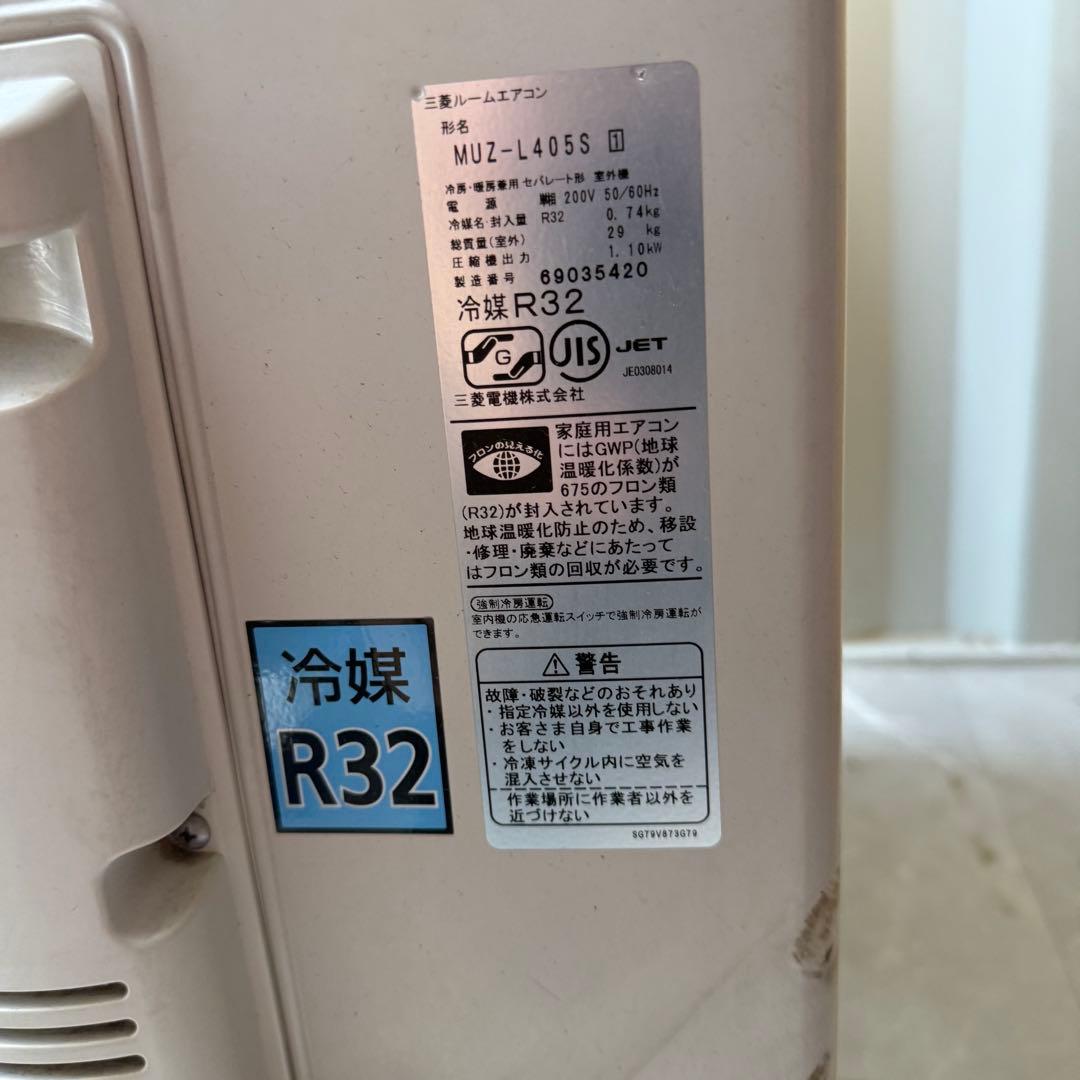 三菱ルームエアコン
形名
MUZ-L405S 1
冷房・暖房兼用 セパレート形 室外機
電源 単相 200V 50/60Hz
冷媒名・封入量 R32 0.74kg
総質量(室外) 29 kg
圧縮機出力 1.10kW
製造番号 69035420
冷媒R32
G JIS JET
JE0308014
三菱電機株式会社
フロンの見える化
家庭用エアコン
にはGWP(地球
温暖化係数)が
675のフロン類
(R32)が封入されています。
地球温暖化防止のため、移設
・修理・廃棄などにあたって
はフロン類の回収が必要です。
強制冷房運転
室内機の応急運転スイッチで強制冷房運転が
できます。
⚠警告
故障・破裂などのおそれあり
・指定冷媒以外を使用しない
・お客さま自身で工事作業
をしない
・冷凍サイクル内に空気を
混入させない
作業場所に作業者以外を
近づけない
SG79V873G79
冷媒
R32